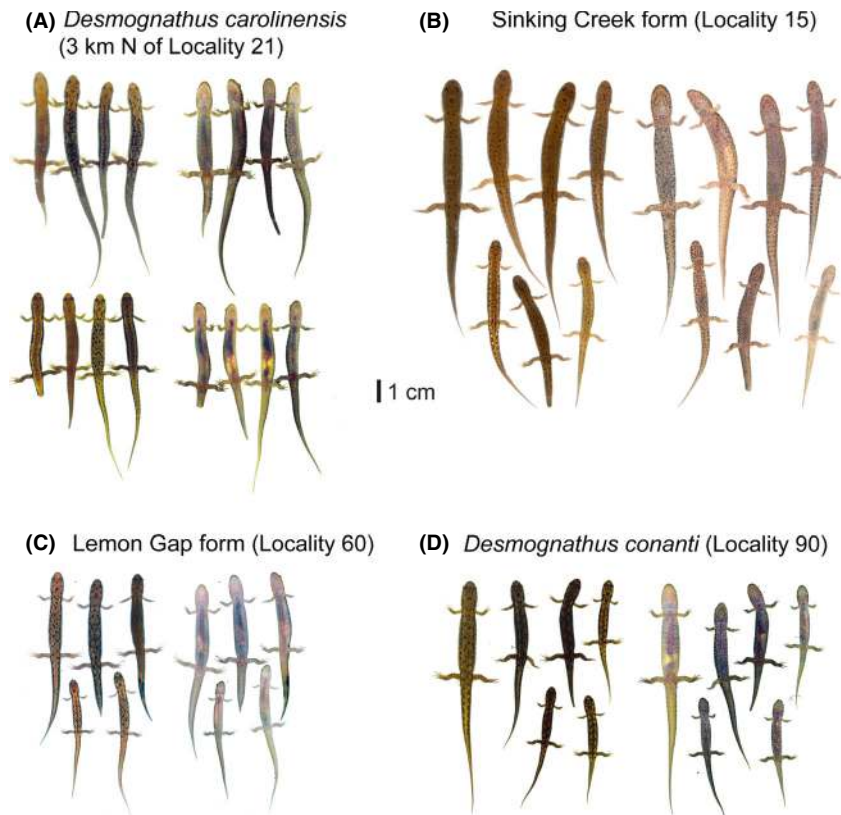 (A) Desmognathus carolinensis
(3 km N of Locality 21)
(B) Sinking Creek form (Locality 15)
1 cm
(C) Lemon Gap form (Locality 60)
(D) Desmognathus conanti (Locality 90)